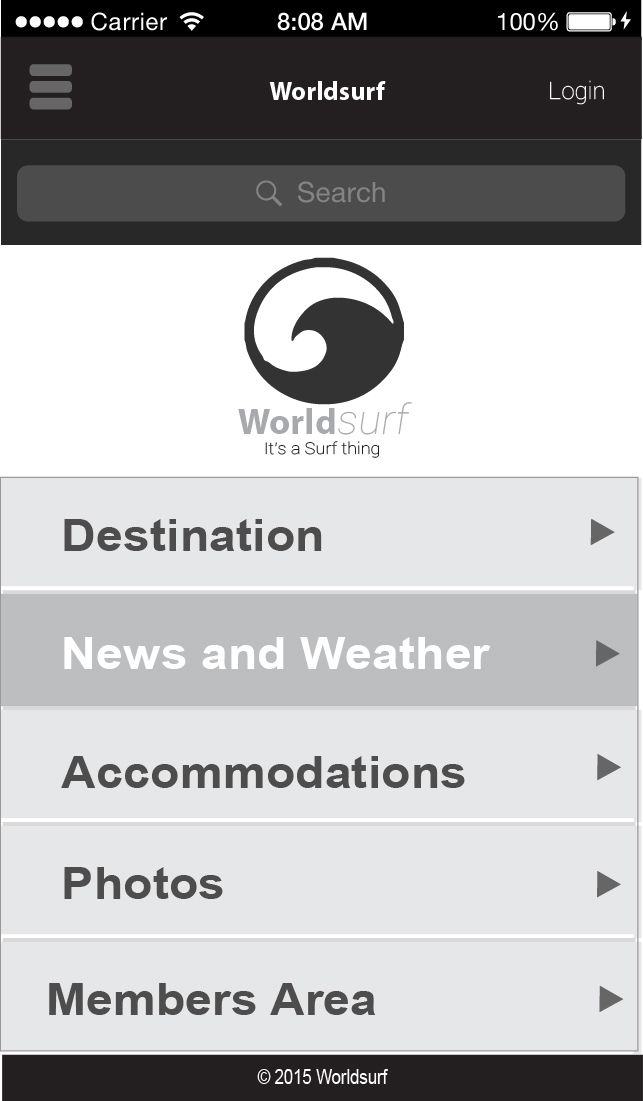 Carrier 8:08 AM 100%
Worldsurf Login
Search
Worldsurf
It's a Surf thing
Destination
News and Weather
Accommodations
Photos
Members Area
© 2015 Worldsurf